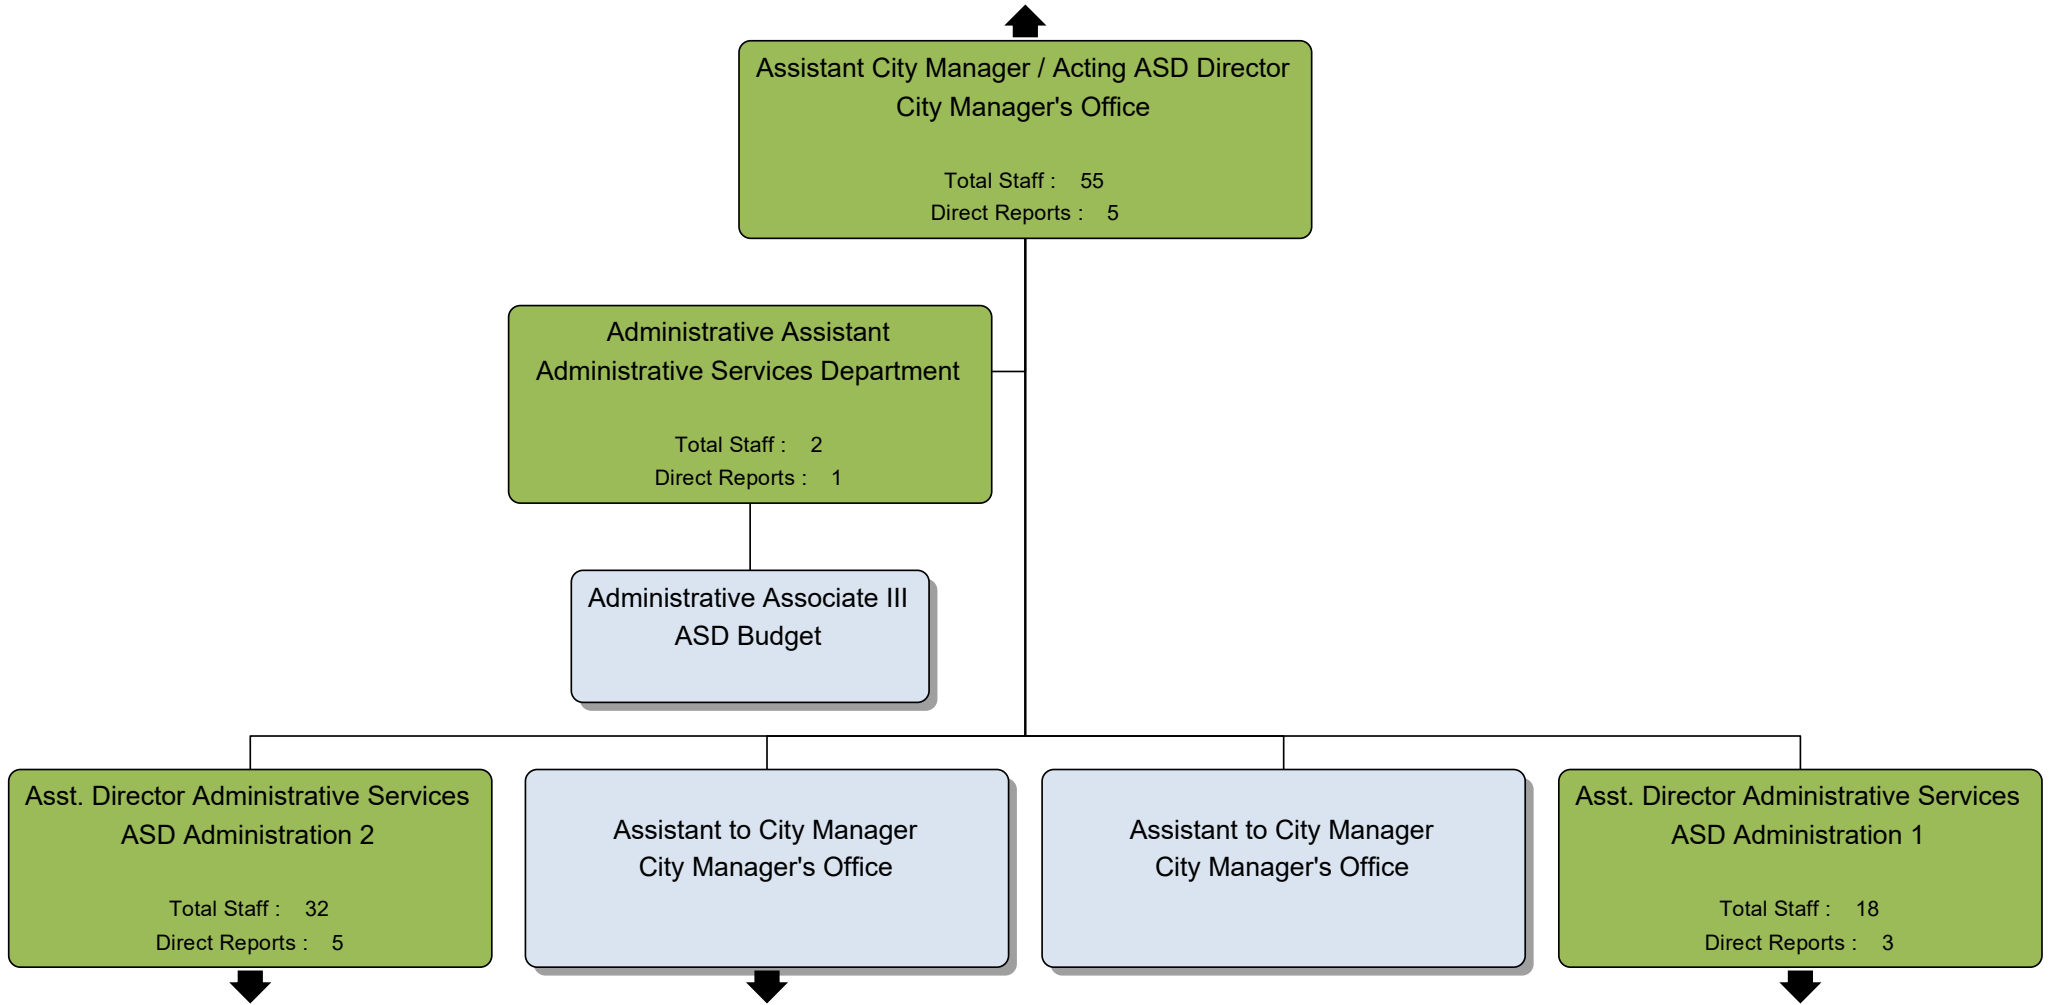 Assistant City Manager / Acting ASD Director
City Manager's Office
Total Staff : 55
Direct Reports : 5
Administrative Assistant
Administrative Services Department
Total Staff : 2
Direct Reports : 1
Administrative Associate III
ASD Budget
Asst. Director Administrative Services
ASD Administration 2
Total Staff : 32
Direct Reports : 5
Assistant to City Manager
City Manager's Office
Assistant to City Manager
City Manager's Office
Asst. Director Administrative Services
ASD Administration 1
Total Staff : 18
Direct Reports : 3